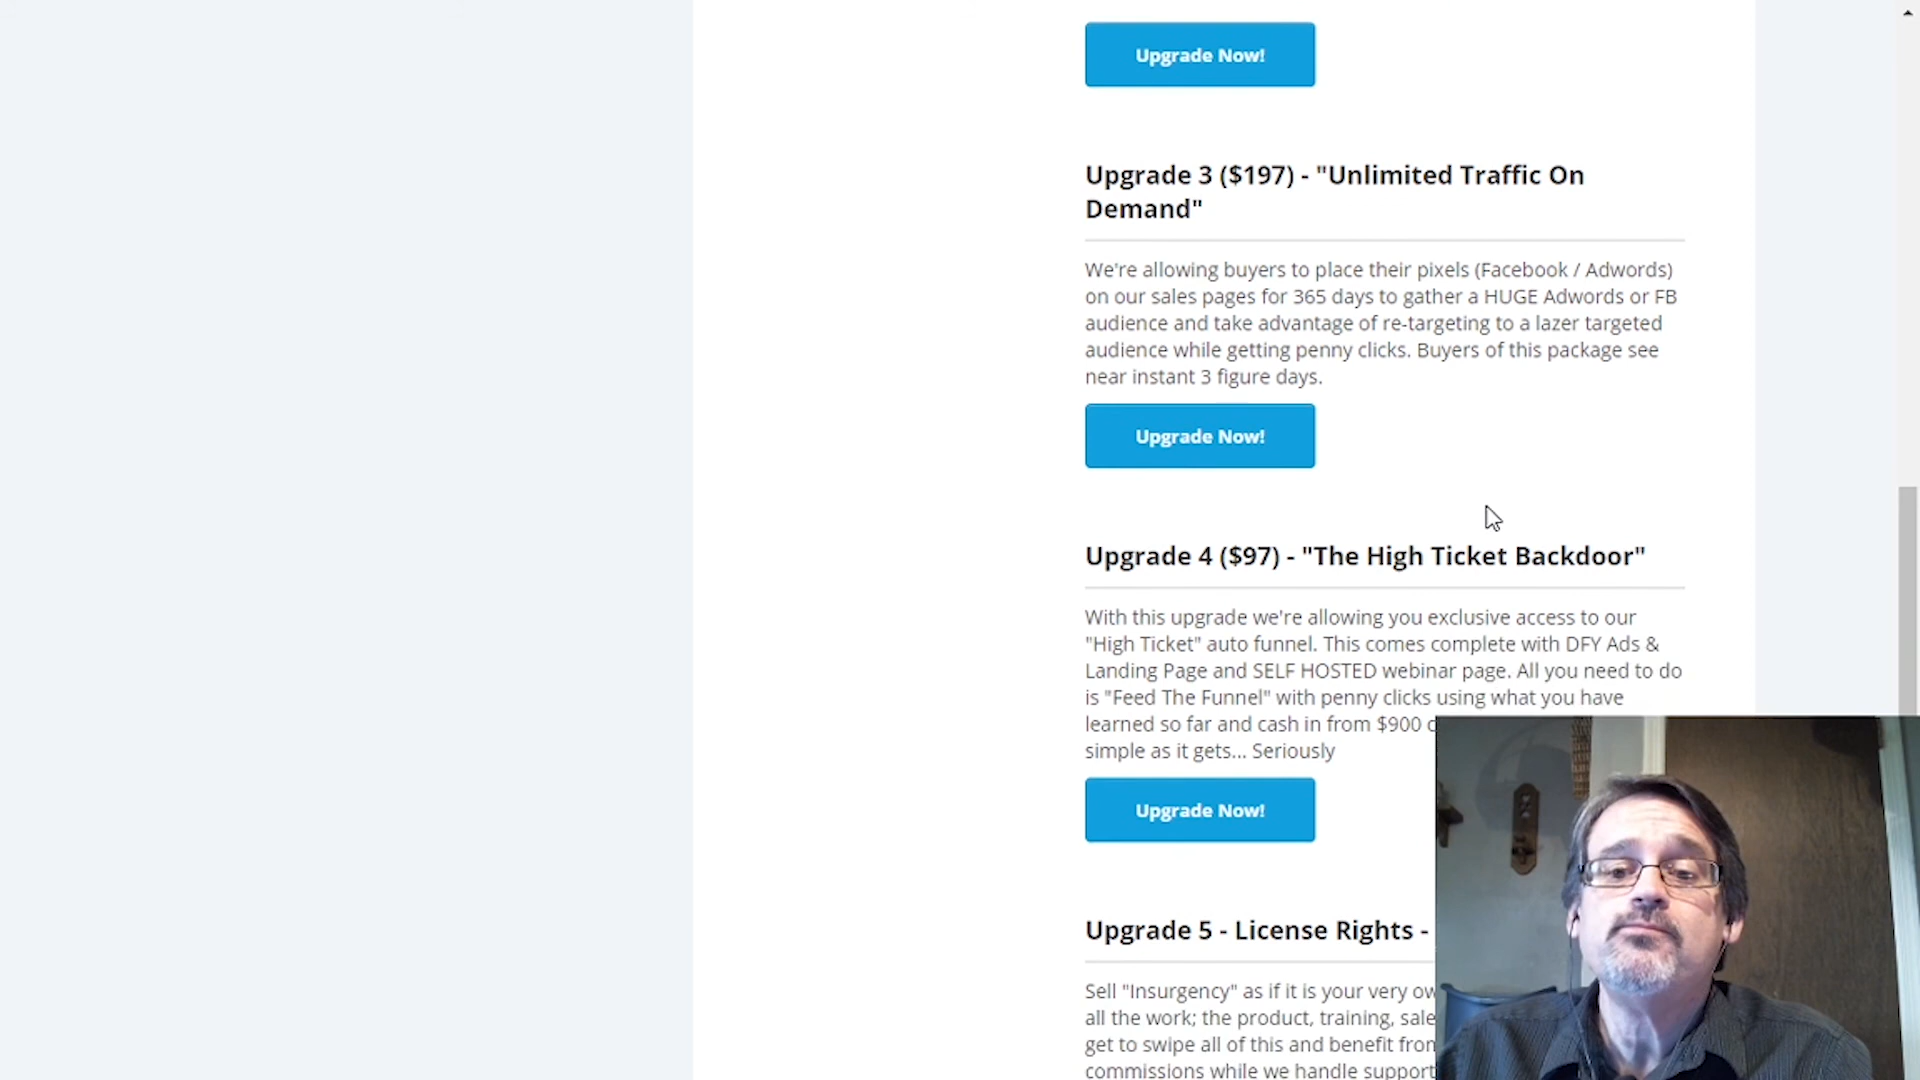 Upgrade Now!
Upgrade 3 ($197) - "Unlimited Traffic On
Demand"
We're allowing buyers to place their pixels (Facebook / Adwords)
on our sales pages for 365 days to gather a HUGE Adwords or FB
audience and take advantage of re-targeting to a lazer targeted
audience while getting penny clicks. Buyers of this package see
near instant 3 figure days.
Upgrade Now!
Upgrade 4 ($97) - "The High Ticket Backdoor"
With this upgrade we're allowing you exclusive access to our
"High Ticket" auto funnel. This comes complete with DFY Ads &
Landing Page and SELF HOSTED webinar page. All you need to do
is "Feed The Funnel" with penny clicks using what you have
learned so far and cash in from $900
simple as it gets... Seriously
Upgrade Now!
Upgrade 5 - License Rights -
Sell "Insurgency" as if it is your very
all the work; the product, training,
get to swipe all of this and benefit
commissions while we handle support